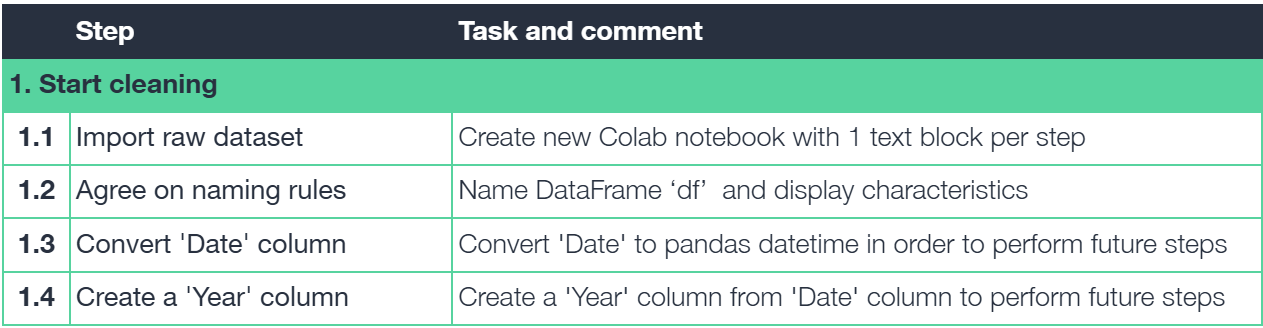 Step Task and comment
1. Start cleaning
1.1 Import raw dataset Create new Colab notebook with 1 text block per step
1.2 Agree on naming rules Name DataFrame ‘df’  and display characteristics
1.3 Convert 'Date' column Convert 'Date' to pandas datetime in order to perform future steps
1.4 Create a 'Year' column Create a 'Year' column from 'Date' column to perform future steps